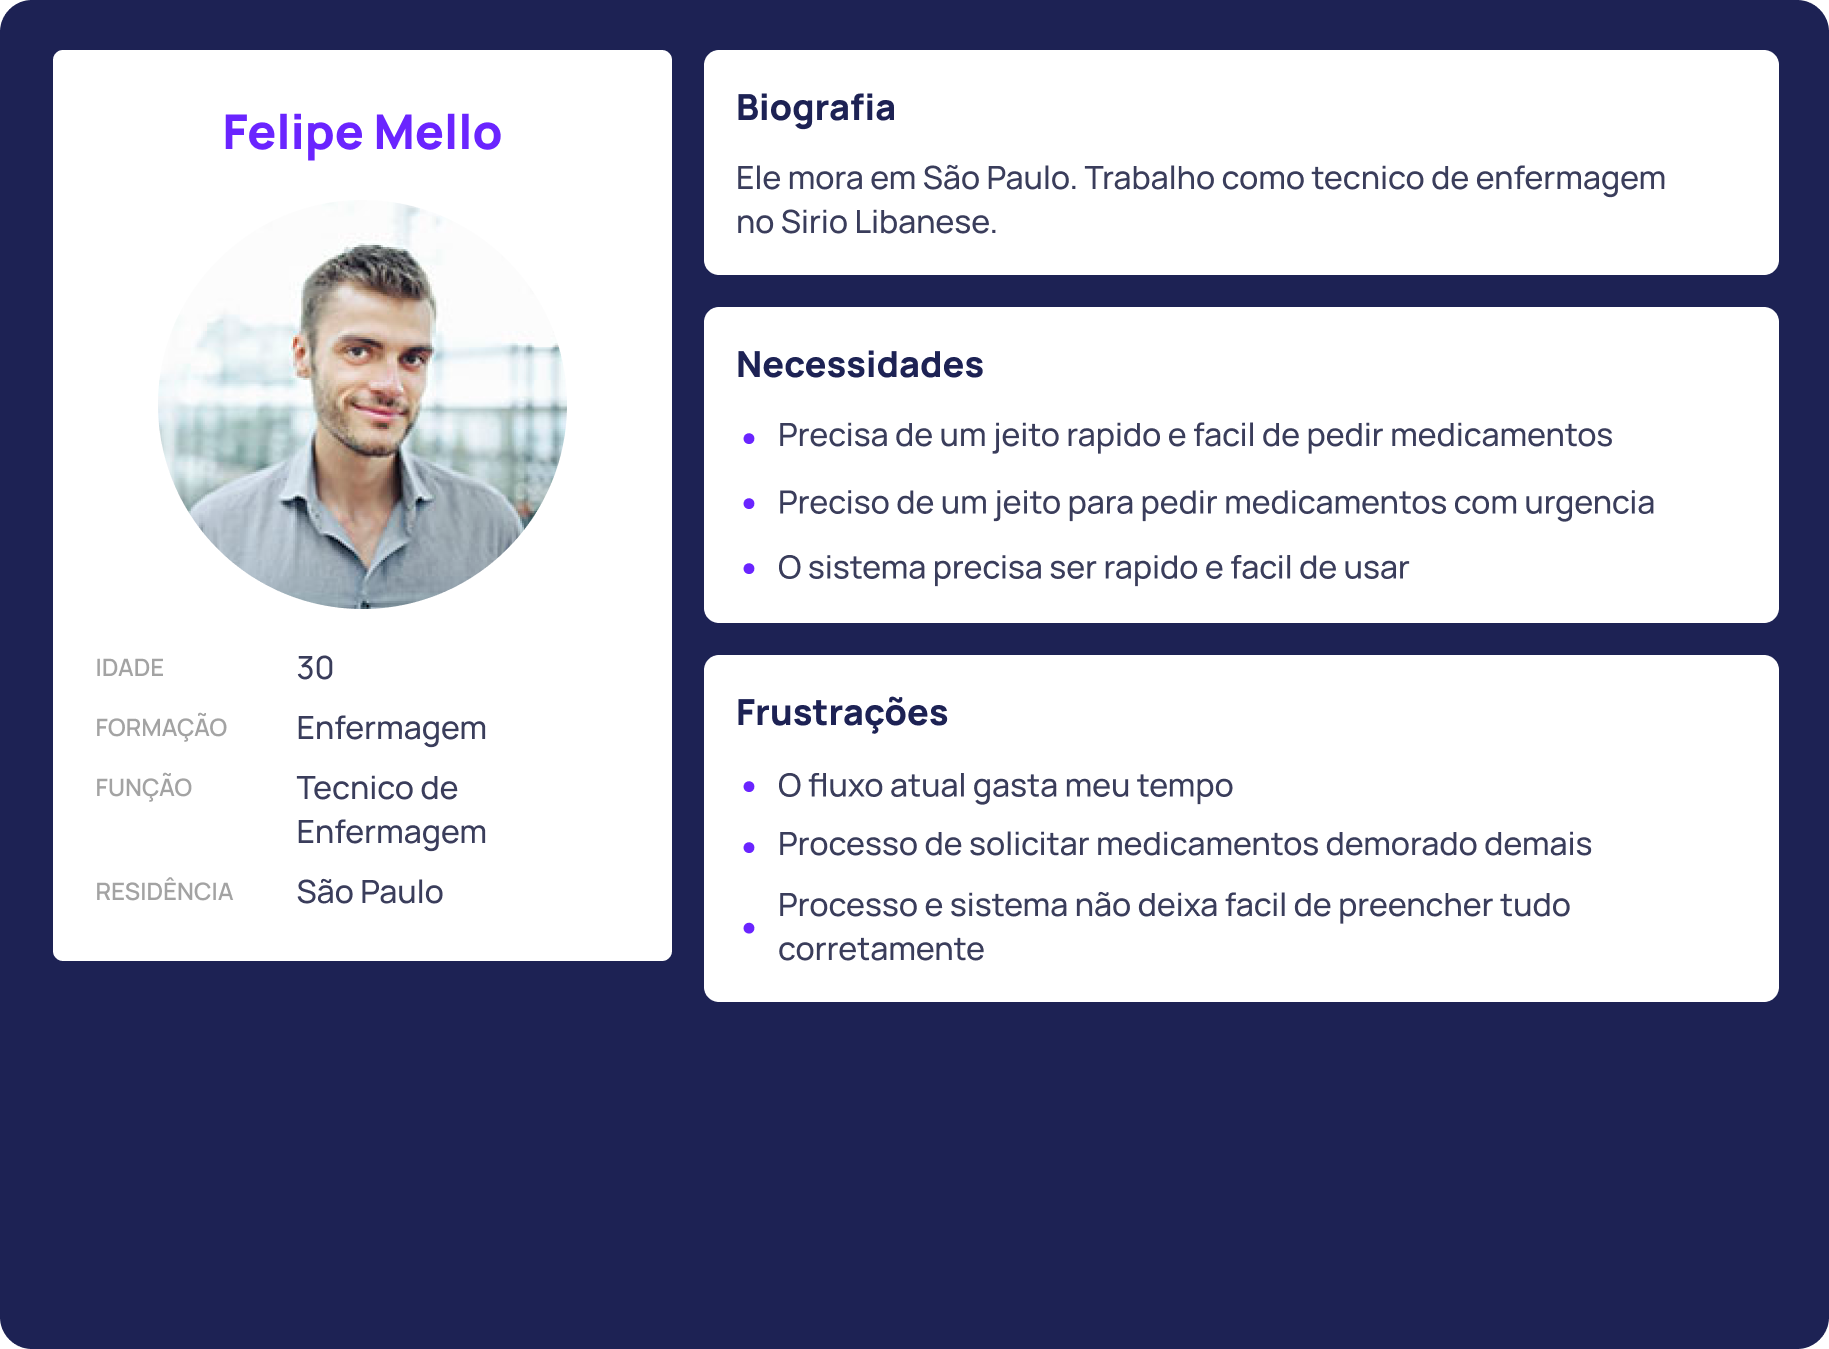 Felipe Mello
IDADE 30
FORMAÇÃO Enfermagem
FUNÇÃO Tecnico de
Enfermagem
RESIDÊNCIA São Paulo
Biografia
Ele mora em São Paulo. Trabalho como tecnico de enfermagem
no Sirio Libanese.
Necessidades
• Precisa de um jeito rapido e facil de pedir medicamentos
• Preciso de um jeito para pedir medicamentos com urgencia
• O sistema precisa ser rapido e facil de usar
Frustrações
• O fluxo atual gasta meu tempo
• Processo de solicitar medicamentos demorado demais
• Processo e sistema não deixa facil de preencher tudo
corretamente